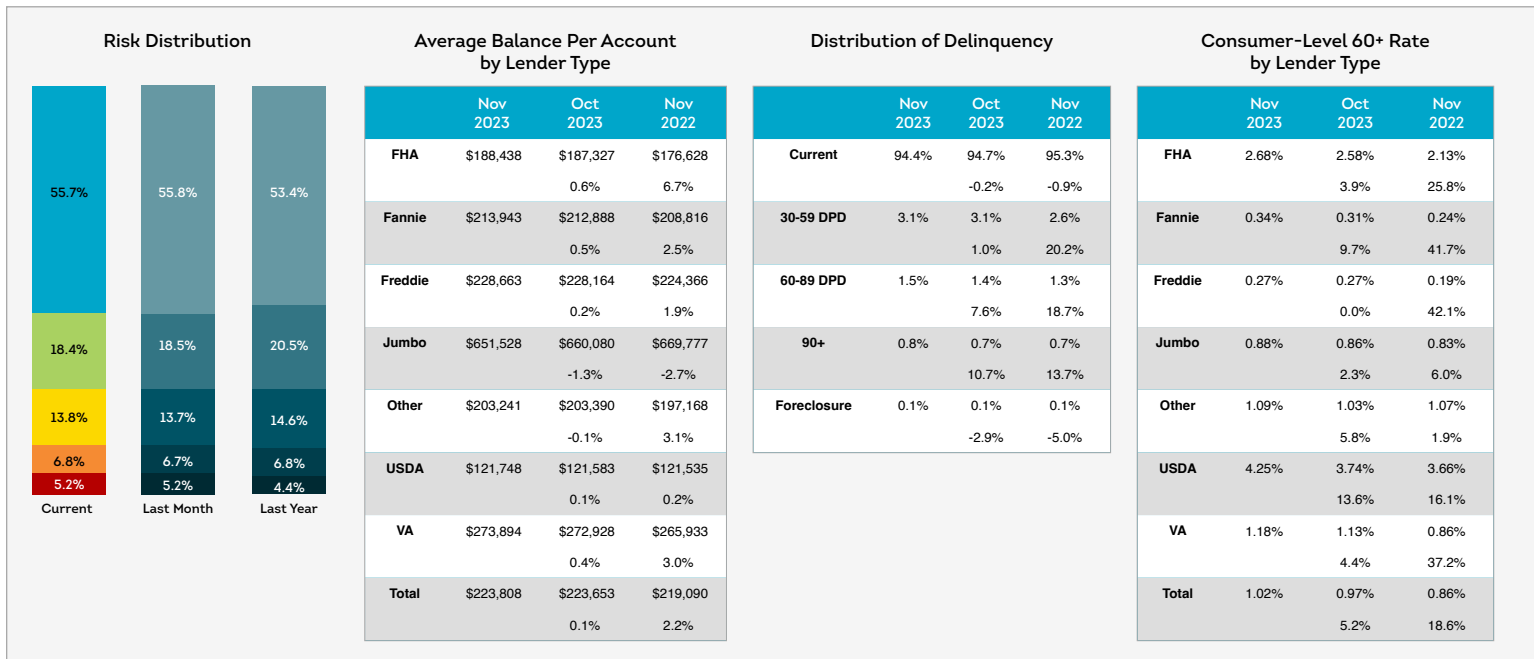 Risk Distribution
55.7%
18.4%
13.8%
6.8%
5.2%
Current
55.8%
18.5%
13.7%
6.7%
5.2%
Last Month
53.4%
20.5%
14.6%
6.8%
4.4%
Last Year
Average Balance Per Account
by Lender Type
Nov Oct Nov
2023 2023 2022
FHA $188,438 $187,327 $176,628
0.6% 6.7%
Fannie $213,943 $212,888 $208,816
0.5% 2.5%
Freddie $228,663 $228,164 $224,366
0.2% 1.9%
Jumbo $651,528 $660,080 $669,777
-1.3% -2.7%
Other $203,241 $203,390 $197,168
-0.1% 3.1%
USDA $121,748 $121,583 $121,535
0.1% 0.2%
VA $273,894 $272,928 $265,933
0.4% 3.0%
Total $223,808 $223,653 $219,090
0.1% 2.2%
Distribution of Delinquency
Nov Oct Nov
2023 2023 2022
Current 94.4% 94.7% 95.3%
-0.2% -0.9%
30-59 DPD 3.1% 3.1% 2.6%
1.0% 20.2%
60-89 DPD 1.5% 1.4% 1.3%
7.6% 18.7%
90+ 0.8% 0.7% 0.7%
10.7% 13.7%
Foreclosure 0.1% 0.1% 0.1%
-2.9% -5.0%
Consumer-Level 60+ Rate
by Lender Type
Nov Oct Nov
2023 2023 2022
FHA 2.68% 2.58% 2.13%
3.9% 25.8%
Fannie 0.34% 0.31% 0.24%
9.7% 41.7%
Freddie 0.27% 0.27% 0.19%
0.0% 42.1%
Jumbo 0.88% 0.86% 0.83%
2.3% 6.0%
Other 1.09% 1.03% 1.07%
5.8% 1.9%
USDA 4.25% 3.74% 3.66%
13.6% 16.1%
VA 1.18% 1.13% 0.86%
4.4% 37.2%
Total 1.02% 0.97% 0.86%
5.2% 18.6%